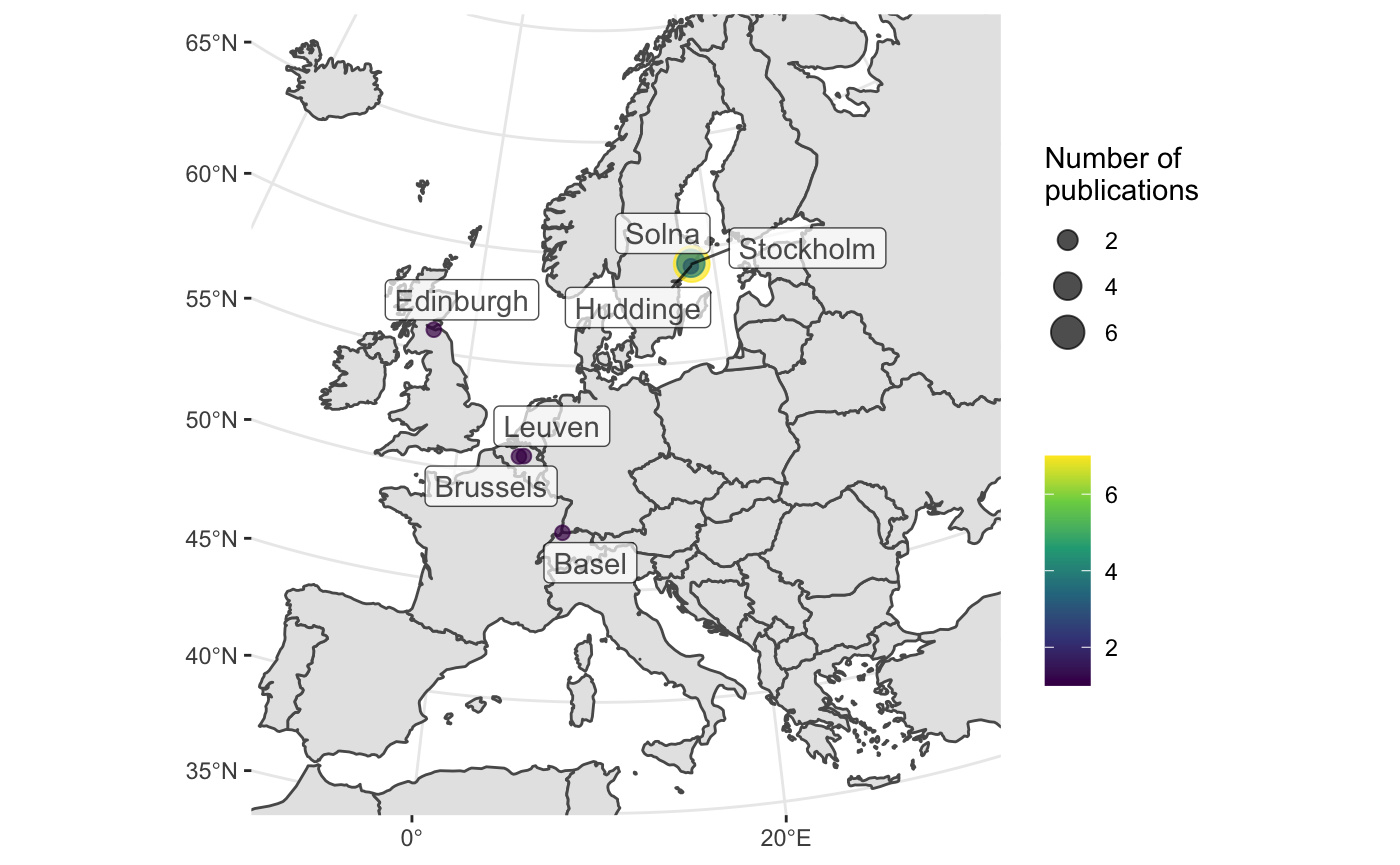 65°N
60°N
55°N
50°N
45°N
40°N
35°N
0°
20°E
Solna
Stockholm
Edinburgh
Huddinge
Leuven
Brussels
Basel
Number of
publications
2
4
6
6
4
2